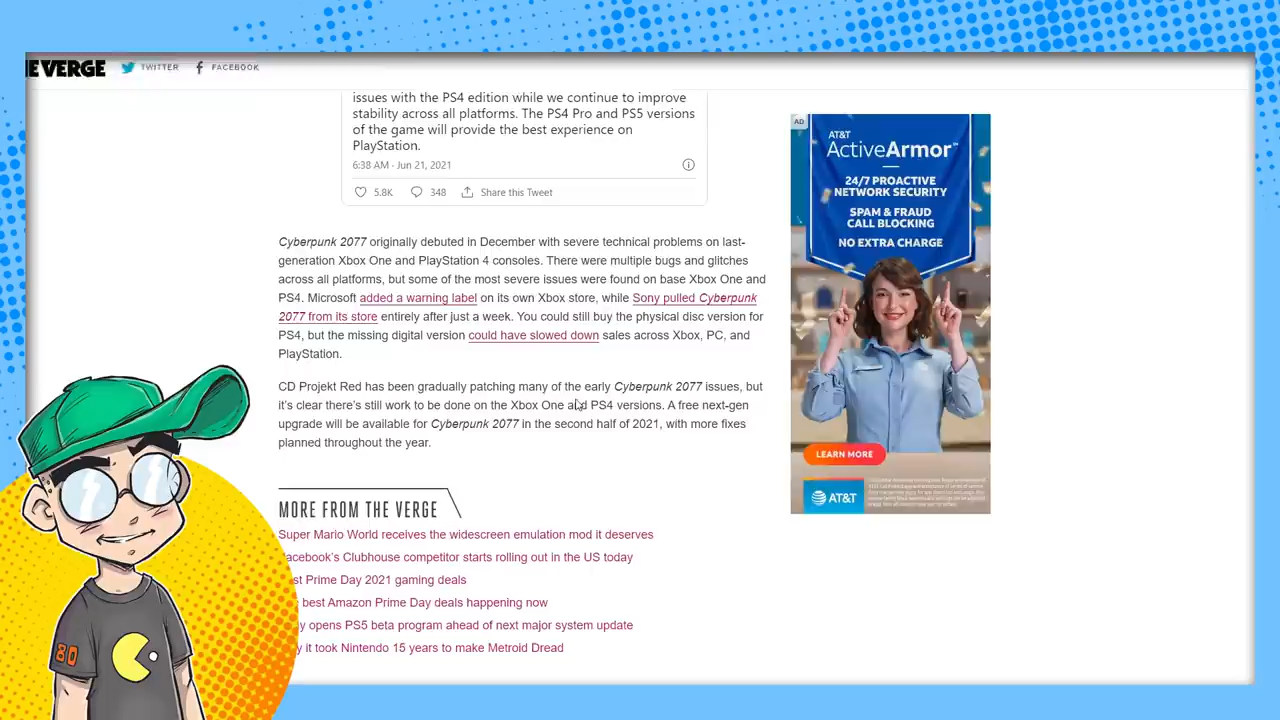 E VERGE TWITTER FACEBOOK
issues with the PS4 edition while we continue to improve
stability across all platforms. The PS4 Pro and PS5 versions
of the game will provide the best experience on
PlayStation.
6:38 AM · Jun 21, 2021
5.8K 348 Share this Tweet
Cyberpunk 2077 originally debuted in December with severe technical problems on last-
generation Xbox One and PlayStation 4 consoles. There were multiple bugs and glitches
across all platforms, but some of the most severe issues were found on base Xbox One and
PS4. Microsoft added a warning label on its own Xbox store, while Sony pulled Cyberpunk
2077 from its store entirely after just a week. You could still buy the physical disc version for
PS4, but the missing digital version could have slowed down sales across Xbox, PC, and
PlayStation.
CD Projekt Red has been gradually patching many of the early Cyberpunk 2077 issues, but
it's clear there's still work to be done on the Xbox One and PS4 versions. A free next-gen
upgrade will be available for Cyberpunk 2077 in the second half of 2021, with more fixes
planned throughout the year.
MORE FROM THE VERGE
Super Mario World receives the widescreen emulation mod it deserves
acebook's Clubhouse competitor starts rolling out in the US today
st Prime Day 2021 gaming deals
best Amazon Prime Day deals happening now
y opens PS5 beta program ahead of next major system update
y it took Nintendo 15 years to make Metroid Dread
AD
AT&T
ActiveArmor℠
24/7 PROACTIVE
NETWORK SECURITY
SPAM & FRAUD
CALL BLOCKING
NO EXTRA CHARGE
LEARN MORE
AT&T
80